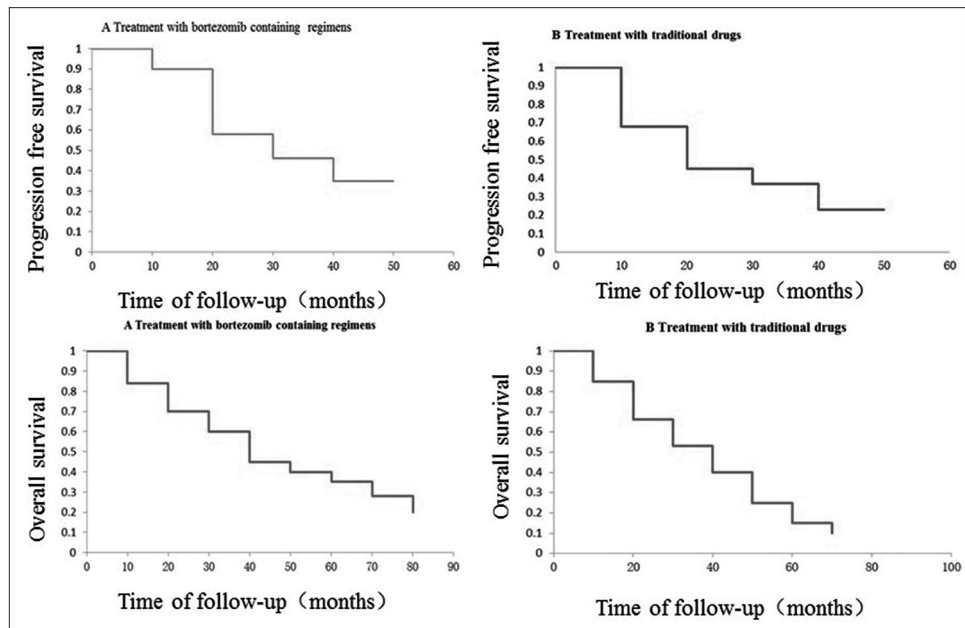 A Treatment with bortezomib containing regimens
Progression free survival
1
0.9
0.8
0.7
0.6
0.5
0.4
0.3
0.2
0.1
0
0 10 20 30 40 50 60
Time of follow-up（months）
B Treatment with traditional drugs
Progression free survival
1
0.9
0.8
0.7
0.6
0.5
0.4
0.3
0.2
0.1
0
0 10 20 30 40 50 60
Time of follow-up（months）
A Treatment with bortezomib containing regimens
Overall survival
1
0.9
0.8
0.7
0.6
0.5
0.4
0.3
0.2
0.1
0
0 10 20 30 40 50 60 70 80 90
Time of follow-up（months）
B Treatment with traditional drugs
Overall survival
1
0.9
0.8
0.7
0.6
0.5
0.4
0.3
0.2
0.1
0
0 20 40 60 80 100
Time of follow-up（months）